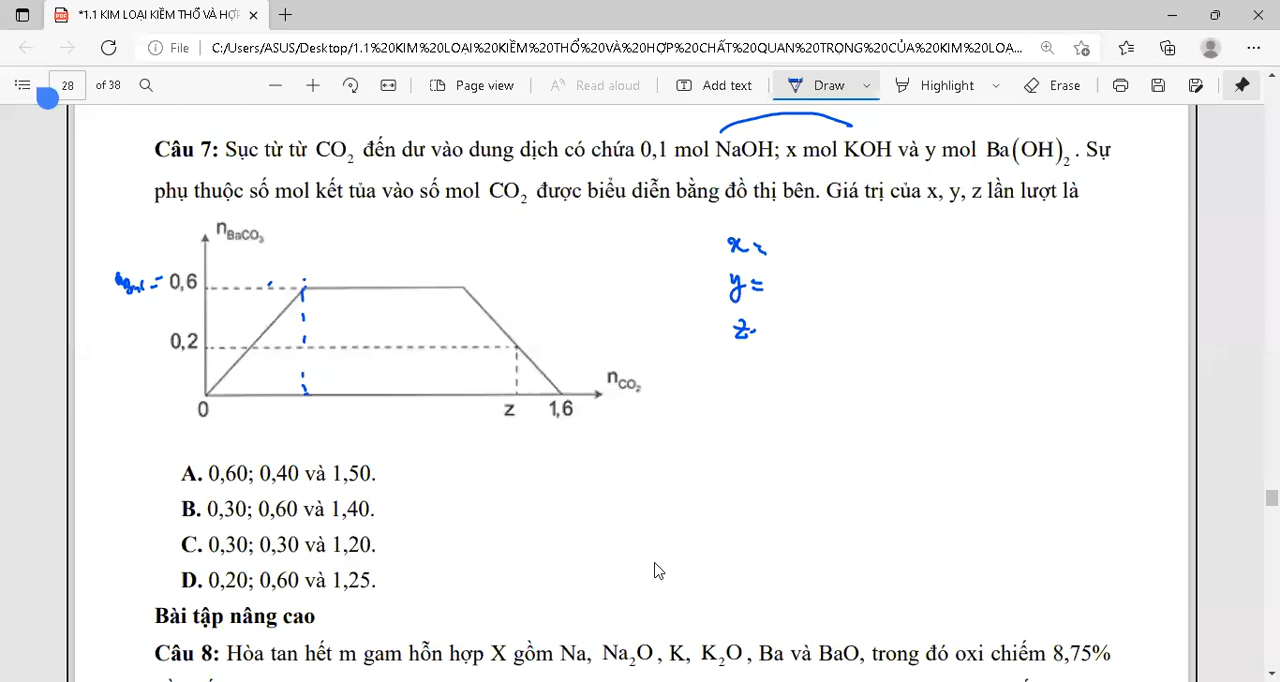 *1.1 KIM LOẠI KIỀM THỔ VÀ HỢP
File C:/Users/ASUS/Desktop/1.1%20KIM%20LOẠI%20KIỀM%20THỔ%20VÀ%20HỢP%20CHẤT%20QUAN%20TRỌNG%20CỦA%20KIM%20LOẠ...
28 of 38 Page view Read aloud Add text Draw Highlight Erase
Câu 7: Sục từ từ CO₂ đến dư vào dung dịch có chứa 0,1 mol NaOH; x mol KOH và y mol Ba(OH)₂. Sự
phụ thuộc số mol kết tủa vào số mol CO₂ được biểu diễn bằng đồ thị bên. Giá trị của x, y, z lần lượt là
n BaCO₃
x
= 0,6
y =
0,2
z
n CO₂
0 z 1,6
A. 0,60; 0,40 và 1,50.
B. 0,30; 0,60 và 1,40.
C. 0,30; 0,30 và 1,20.
D. 0,20; 0,60 và 1,25.
Bài tập nâng cao
Câu 8: Hòa tan hết m gam hỗn hợp X gồm Na, Na₂O, K, K₂O, Ba và BaO, trong đó oxi chiếm 8,75%